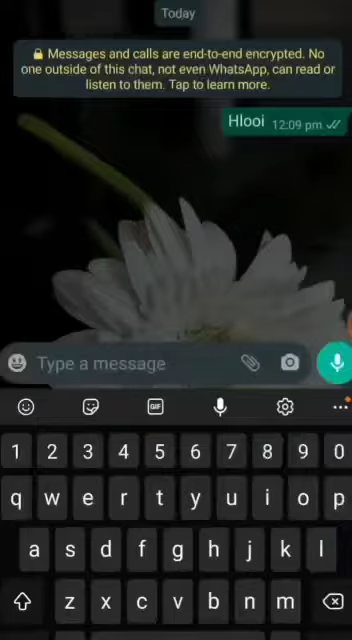 Today
Messages and calls are end-to-end encrypted. No
one outside of this chat, not even WhatsApp, can read or
listen to them. Tap to learn more.
Hlooi 12:09 pm
Type a message
GIF
1 2 3 4 5 6 7 8 9 0
q w e r t y u i o p
a s d f g h j k l
z x c v b n m